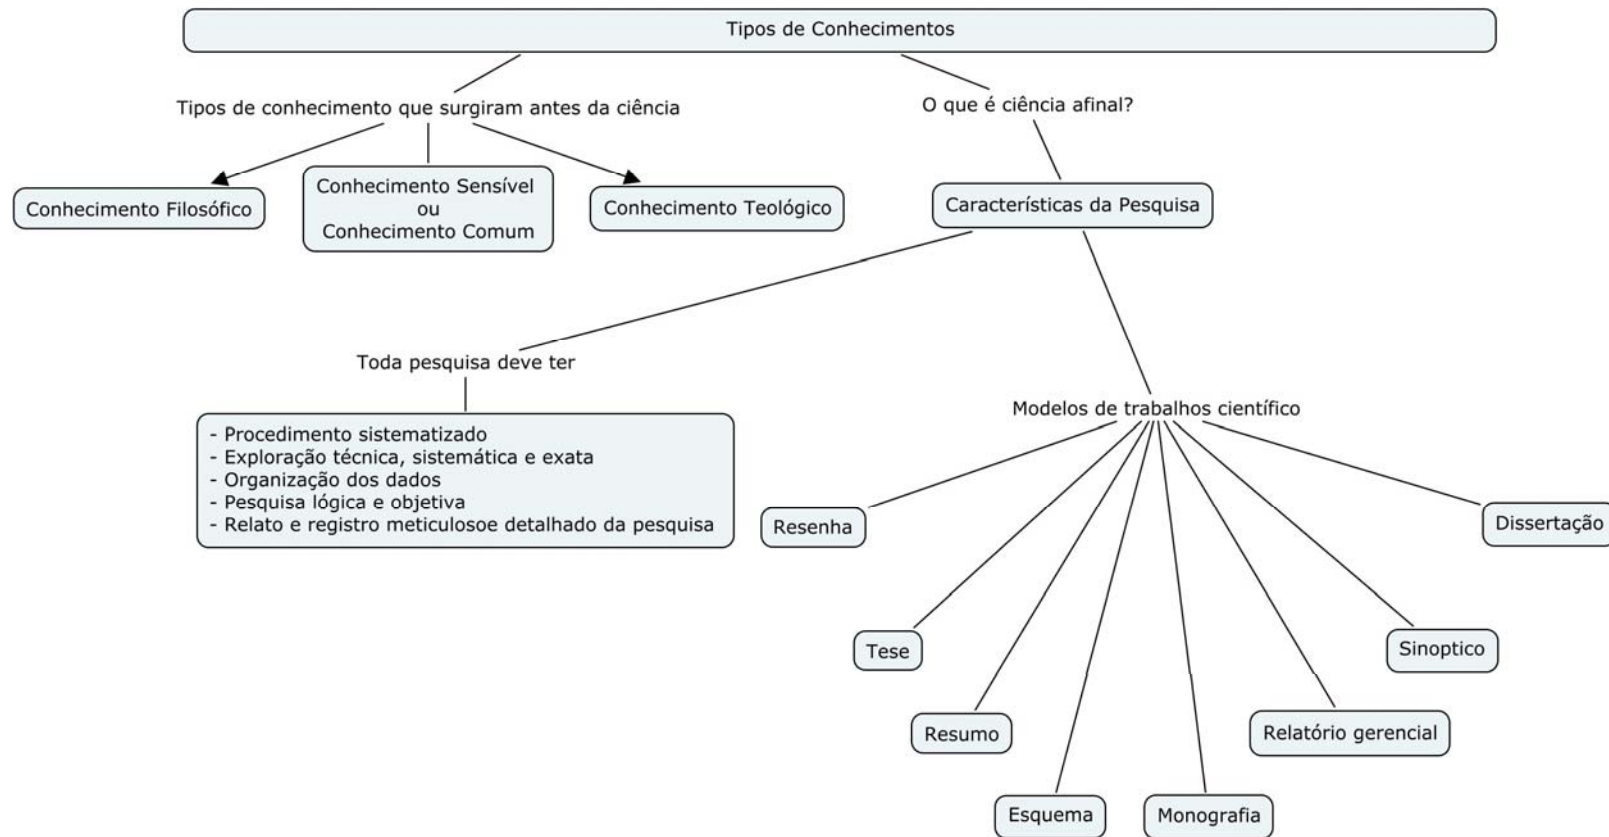 Tipos de Conhecimentos
Tipos de conhecimento que surgiram antes da ciência
O que é ciência afinal?
Conhecimento Filosófico
Conhecimento Sensível
ou
Conhecimento Comum
Conhecimento Teológico
Características da Pesquisa
Toda pesquisa deve ter
- Procedimento sistematizado
- Exploração técnica, sistemática e exata
- Organização dos dados
- Pesquisa lógica e objetiva
- Relato e registro meticulosoe detalhado da pesquisa
Modelos de trabalhos científico
Resenha
Dissertação
Tese
Sinoptico
Resumo
Relatório gerencial
Esquema
Monografia